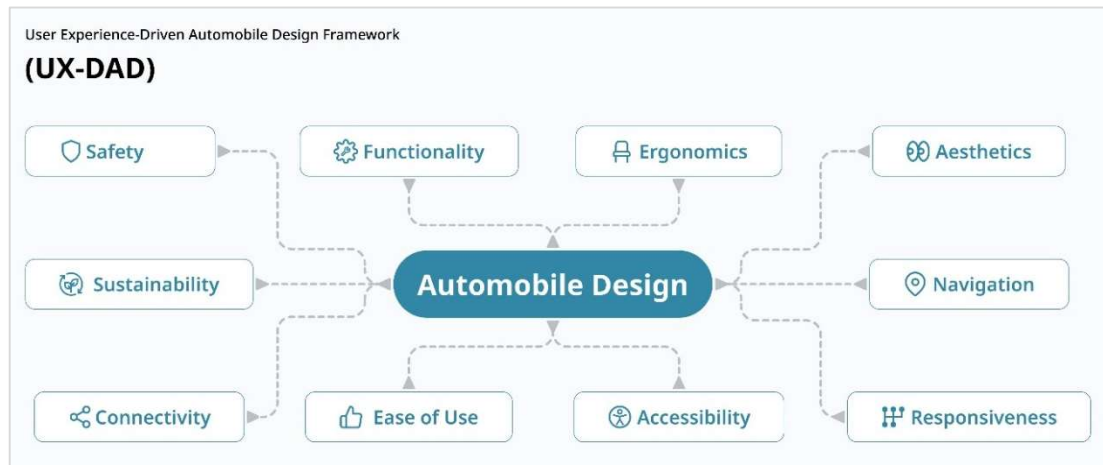 User Experience-Driven Automobile Design Framework
(UX-DAD)
Safety
Functionality
Ergonomics
Aesthetics
Sustainability
Automobile Design
Navigation
Connectivity
Ease of Use
Accessibility
Responsiveness